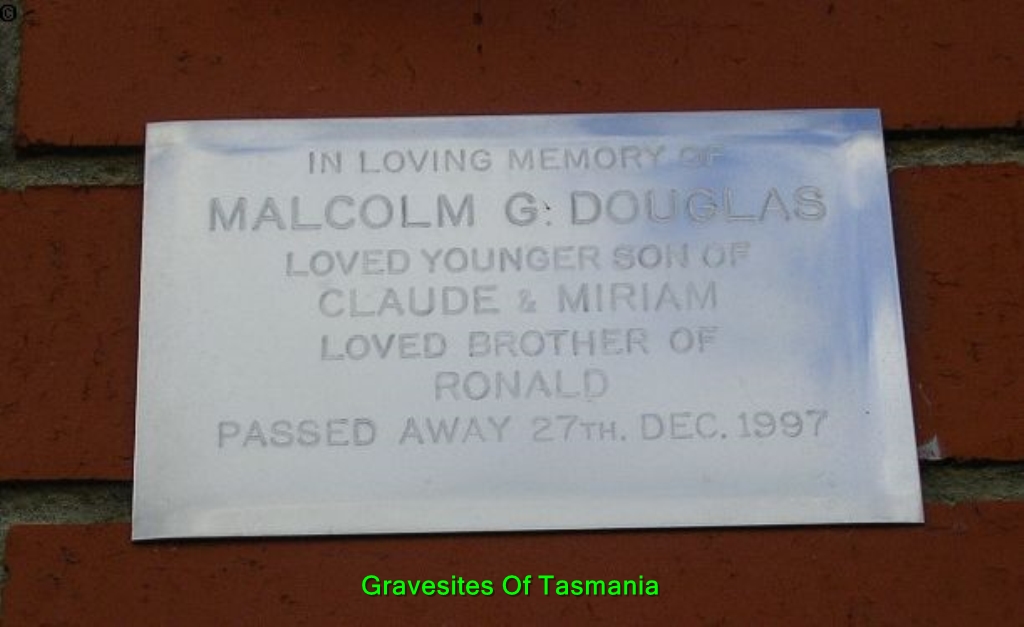 ©
IN LOVING MEMORY OF
MALCOLM G. DOUGLAS
LOVED YOUNGER SON OF
CLAUDE & MIRIAM
LOVED BROTHER OF
RONALD
PASSED AWAY 27TH. DEC. 1997
Gravesites Of Tasmania